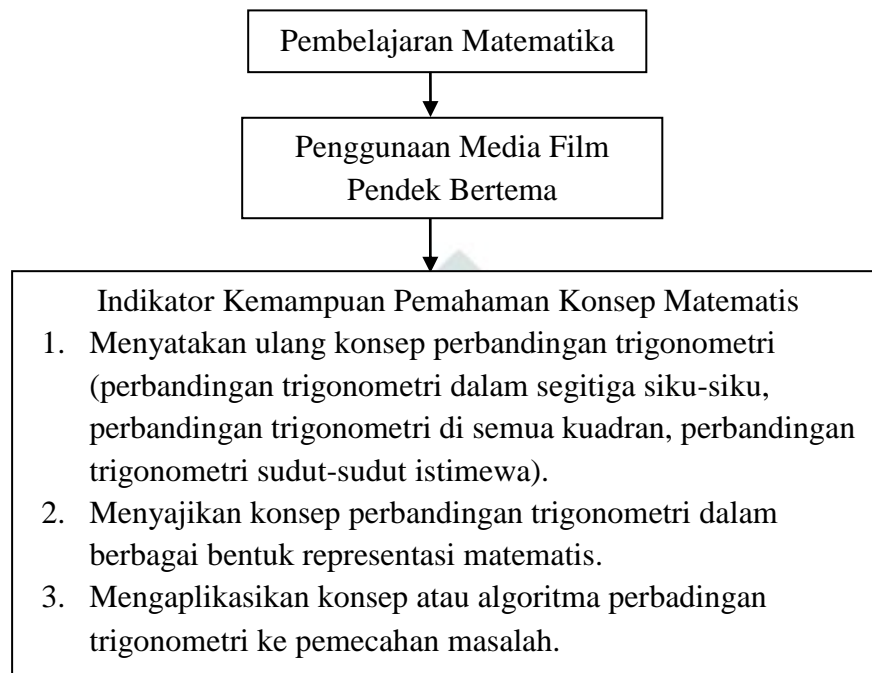 Pembelajaran Matematika
Penggunaan Media Film
Pendek Bertema
Indikator Kemampuan Pemahaman Konsep Matematis
1. Menyatakan ulang konsep perbandingan trigonometri
(perbandingan trigonometri dalam segitiga siku-siku,
perbandingan trigonometri di semua kuadran, perbandingan
trigonometri sudut-sudut istimewa).
2. Menyajikan konsep perbandingan trigonometri dalam
berbagai bentuk representasi matematis.
3. Mengaplikasikan konsep atau algoritma perbadingan
trigonometri ke pemecahan masalah.